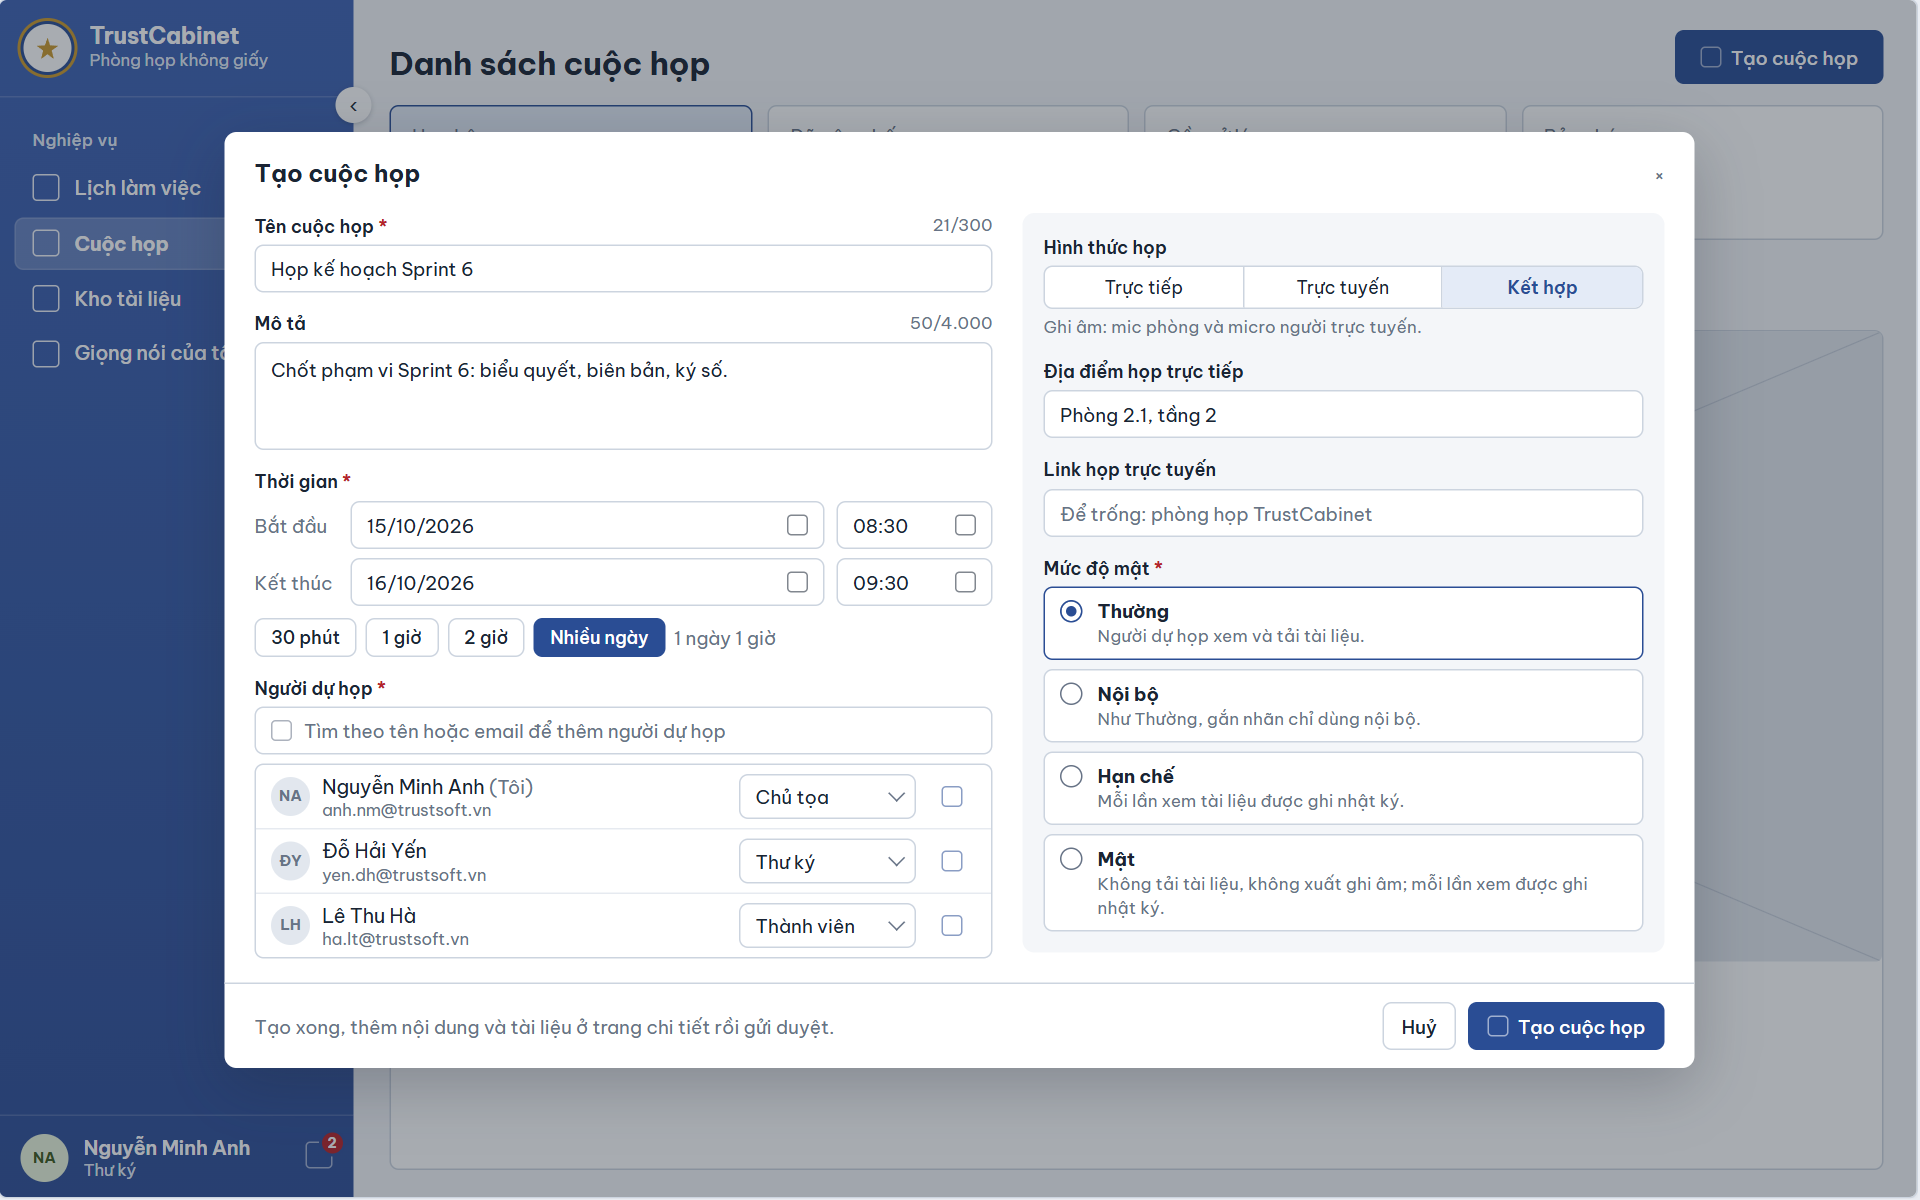 TrustCabinet
Phòng họp không giấy
Nghiệp vụ
Lịch làm việc
Cuộc họp
Kho tài liệu
Giọng nói của
Nguyễn Minh Anh
Thư ký
NA
2
Danh sách cuộc họp
Tạo cuộc họp
Tạo cuộc họp
×
Tên cuộc họp *
21/300
Họp kế hoạch Sprint 6
Mô tả
50/4.000
Chốt phạm vi Sprint 6: biểu quyết, biên bản, ký số.
Thời gian *
Bắt đầu
15/10/2026
08:30
Kết thúc
16/10/2026
09:30
30 phút
1 giờ
2 giờ
Nhiều ngày
1 ngày 1 giờ
Người dự họp *
Tìm theo tên hoặc email để thêm người dự họp
NA
Nguyễn Minh Anh (Tôi)
anh.nm@trustsoft.vn
Chủ tọa
ĐY
Đỗ Hải Yến
yen.dh@trustsoft.vn
Thư ký
LH
Lê Thu Hà
ha.lt@trustsoft.vn
Thành viên
Hình thức họp
Trực tiếp
Trực tuyến
Kết hợp
Ghi âm: mic phòng và micro người trực tuyến.
Địa điểm họp trực tiếp
Phòng 2.1, tầng 2
Link họp trực tuyến
Để trống: phòng họp TrustCabinet
Mức độ mật *
Thường
Người dự họp xem và tải tài liệu.
Nội bộ
Như Thường, gắn nhãn chỉ dùng nội bộ.
Hạn chế
Mỗi lần xem tài liệu được ghi nhật ký.
Mật
Không tải tài liệu, không xuất ghi âm; mỗi lần xem được ghi
nhật ký.
Tạo xong, thêm nội dung và tài liệu ở trang chi tiết rồi gửi duyệt.
Huỷ
Tạo cuộc họp